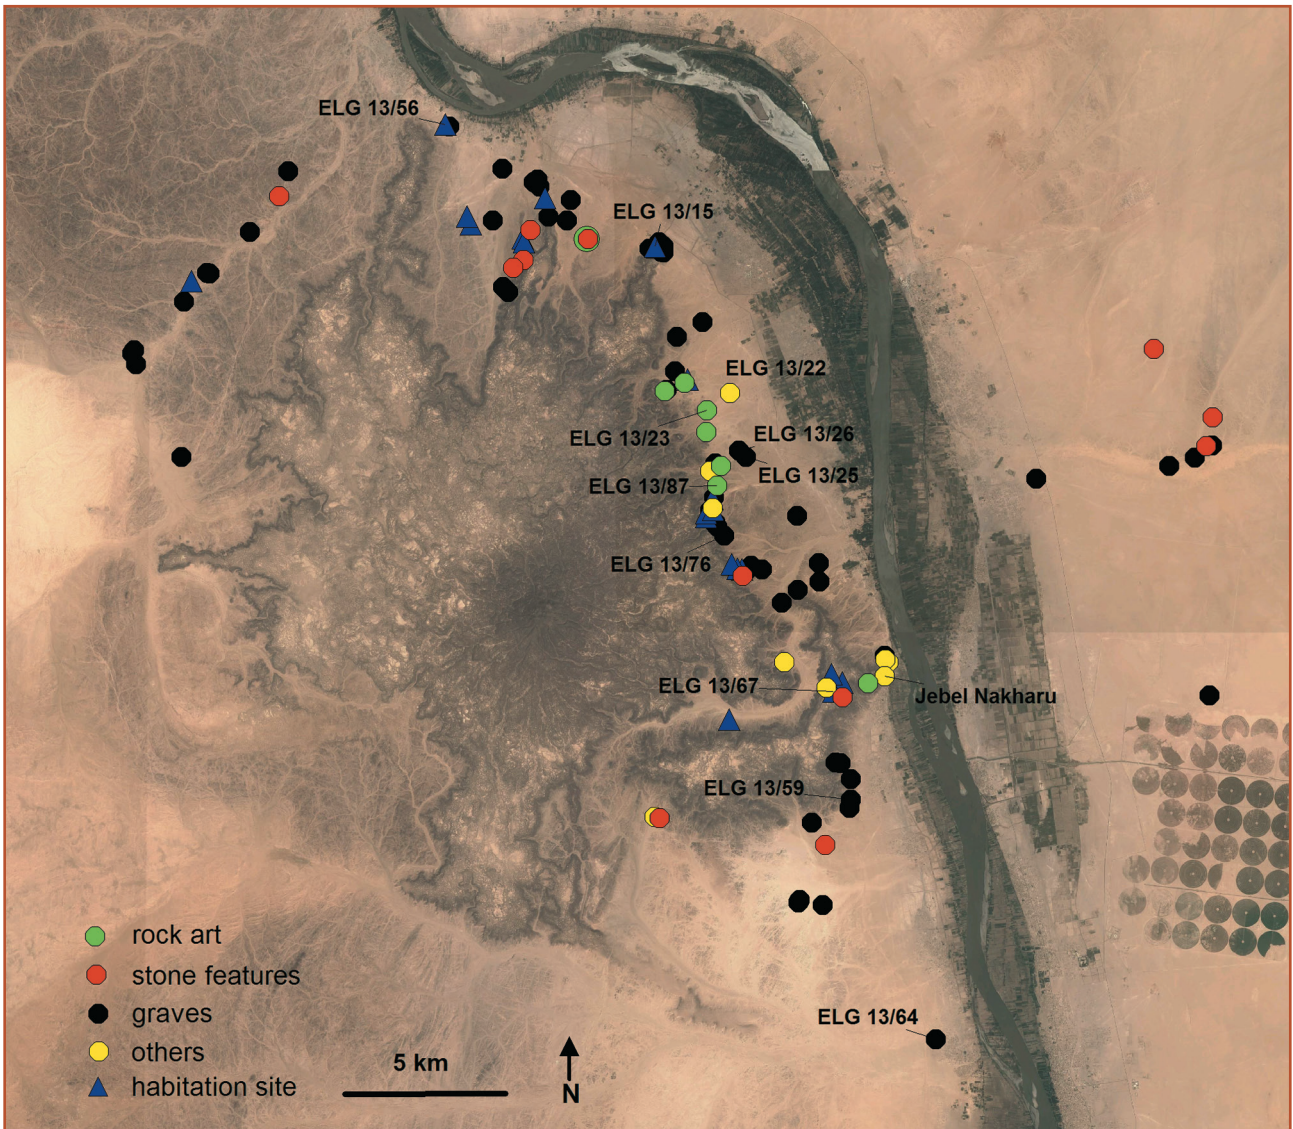 ELG 13/56
ELG 13/15
ELG 13/22
ELG 13/23
ELG 13/26
ELG 13/25
ELG 13/87
ELG 13/76
ELG 13/67
Jebel Nakharu
ELG 13/59
ELG 13/64
rock art
stone features
graves
others
habitation site
5 km
N